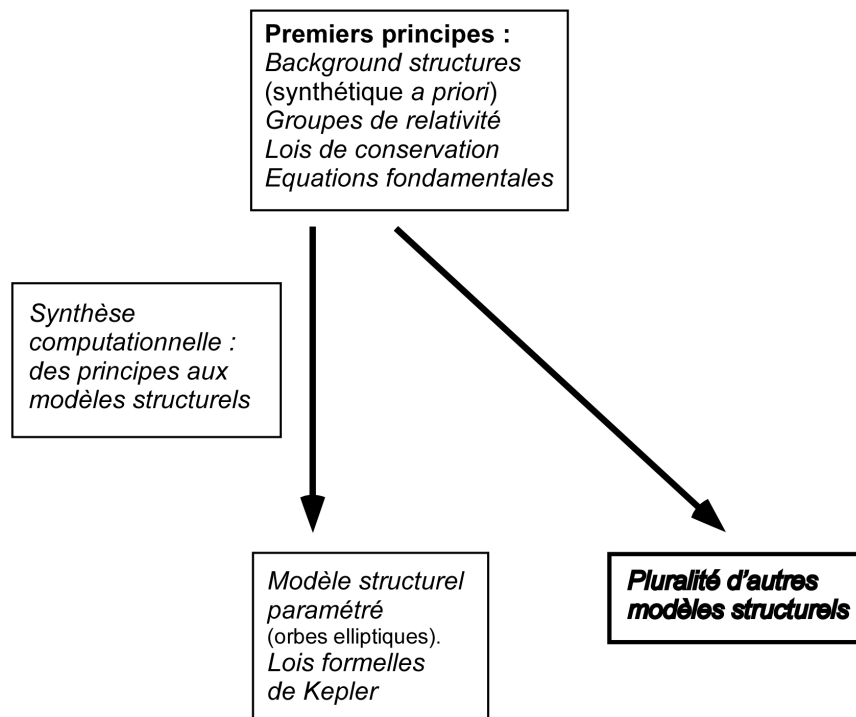 Premiers principes :
Background structures
(synthétique a priori)
Groupes de relativité
Lois de conservation
Equations fondamentales
Synthèse
computationnelle :
des principes aux
modèles structurels
Modèle structurel
paramétré
(orbes elliptiques).
Lois formelles
de Kepler
Pluralité d'autres
modèles structurels